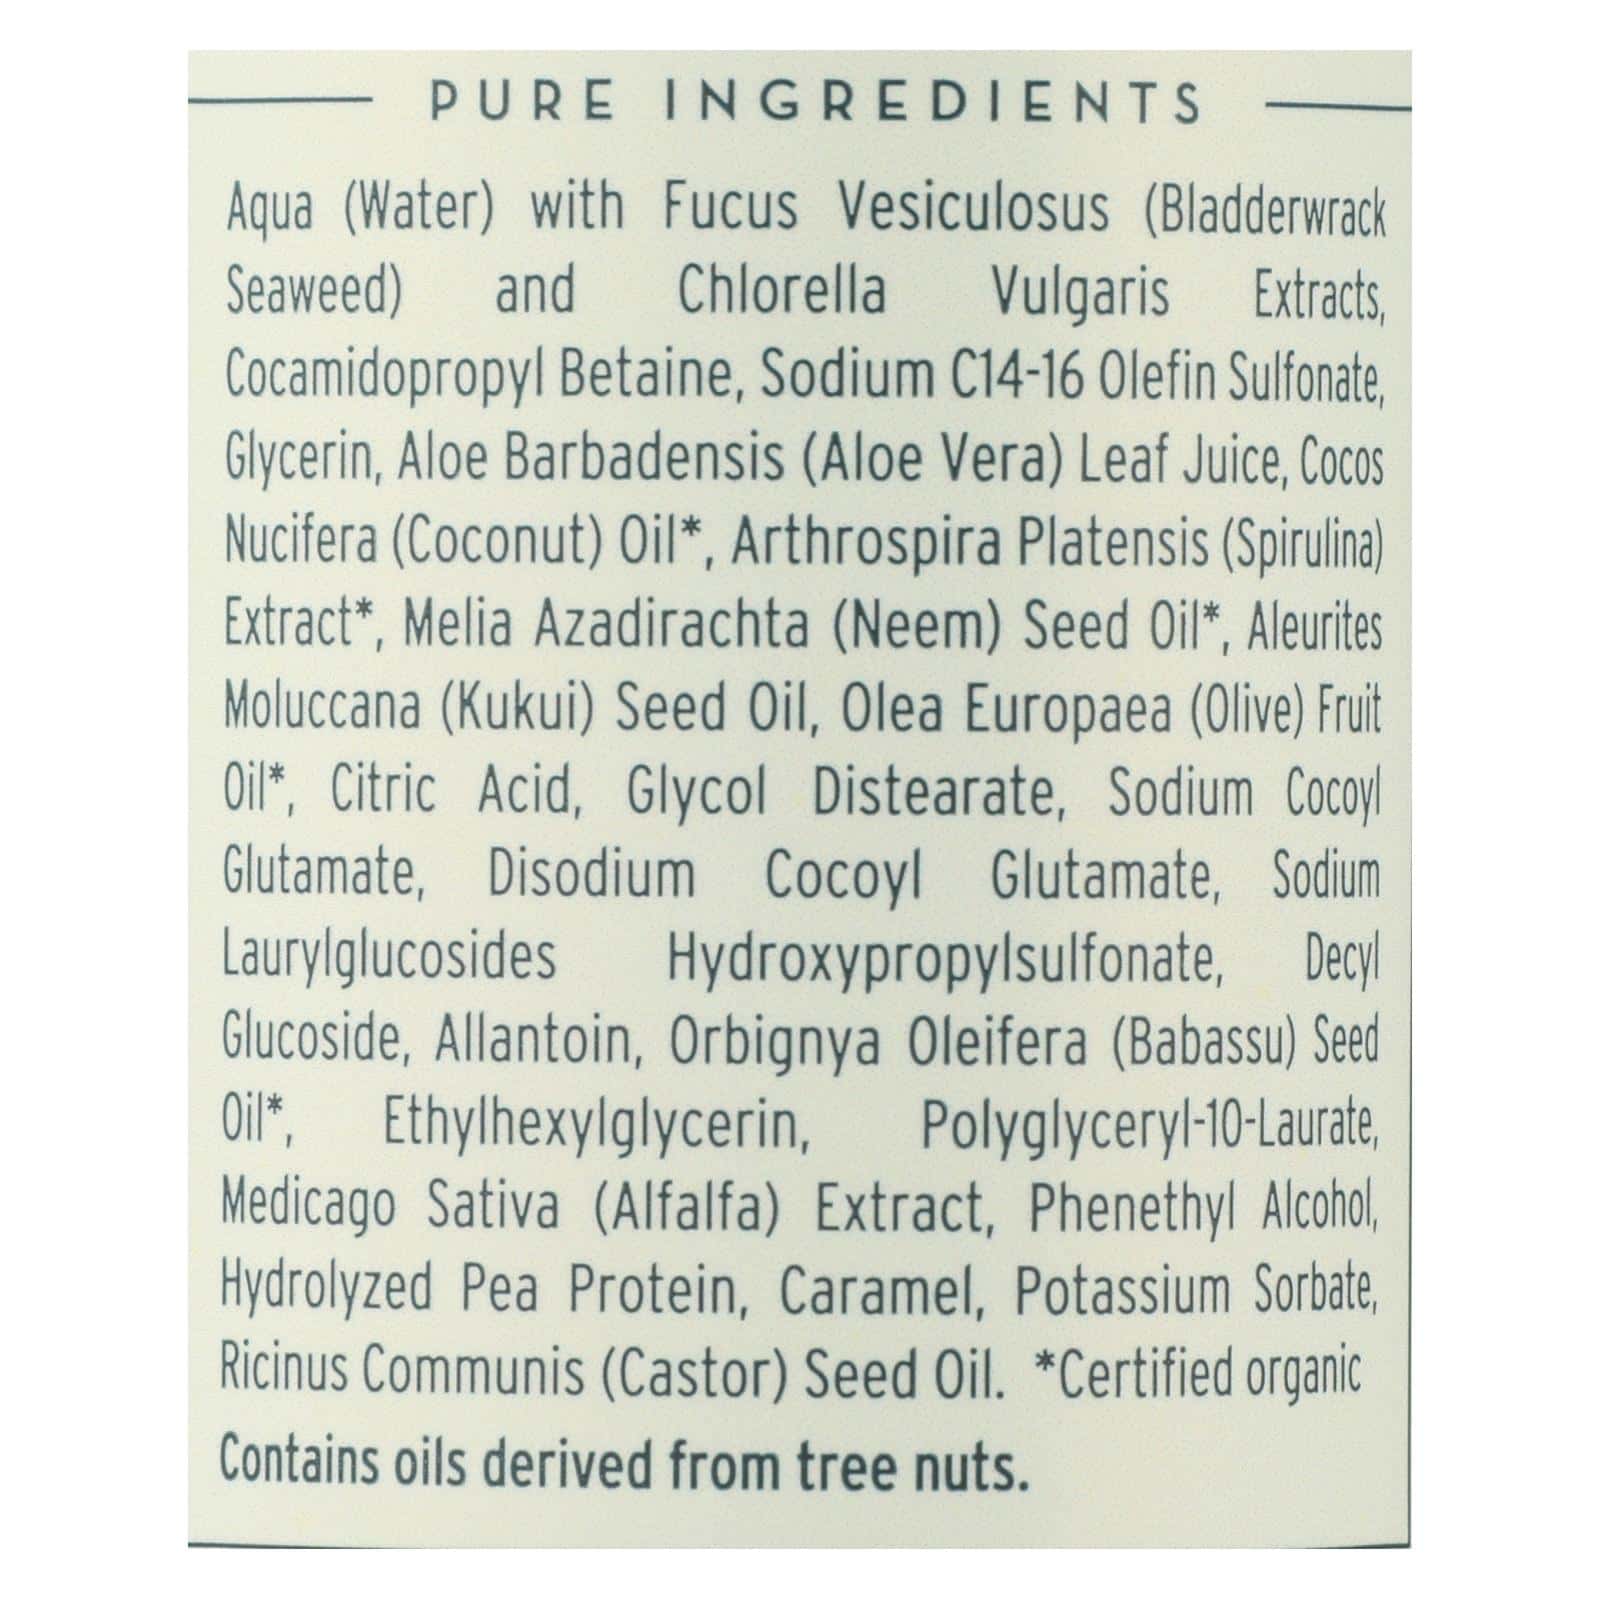 PURE INGREDIENTS
Aqua (Water) with Fucus Vesiculosus (Bladderwrack
Seaweed) and Chlorella Vulgaris Extracts,
Cocamidopropyl Betaine, Sodium C14-16 Olefin Sulfonate,
Glycerin, Aloe Barbadensis (Aloe Vera) Leaf Juice, Cocos
Nucifera (Coconut) Oil*, Arthrospira Platensis (Spirulina)
Extract*, Melia Azadirachta (Neem) Seed Oil*, Aleurites
Moluccana (Kukui) Seed Oil, Olea Europaea (Olive) Fruit
Oil*, Citric Acid, Glycol Distearate, Sodium Cocoyl
Glutamate, Disodium Cocoyl Glutamate, Sodium
Laurylglucosides Hydroxypropylsulfonate, Decyl
Glucoside, Allantoin, Orbignya Oleifera (Babassu) Seed
Oil*, Ethylhexylglycerin, Polyglyceryl-10-Laurate,
Medicago Sativa (Alfalfa) Extract, Phenethyl Alcohol,
Hydrolyzed Pea Protein, Caramel, Potassium Sorbate,
Ricinus Communis (Castor) Seed Oil. *Certified organic
Contains oils derived from tree nuts.